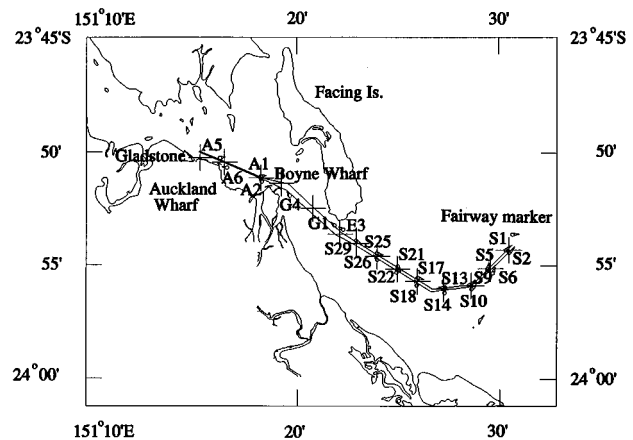 151°10'E 20' 30'
23°45'S 23°45'S
Facing Is.
50' 50'
A5
Gladstone
A1
A6
Boyne Wharf
A2
Auckland
Wharf
G4
G1 E3
Fairway marker
S29 S25
S1
S26 S21
S5 S2
55' 55'
S22 S17
S13 S9 S6
S18 S14 S10
24°00' 24°00'
151°10'E 20' 30'